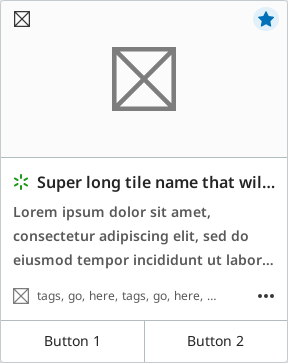 Super long tile name that wil...
Lorem ipsum dolor sit amet,
consectetur adipiscing elit, sed do
eiusmod tempor incididunt ut labor...
tags, go, here, tags, go, here, ...
Button 1
Button 2